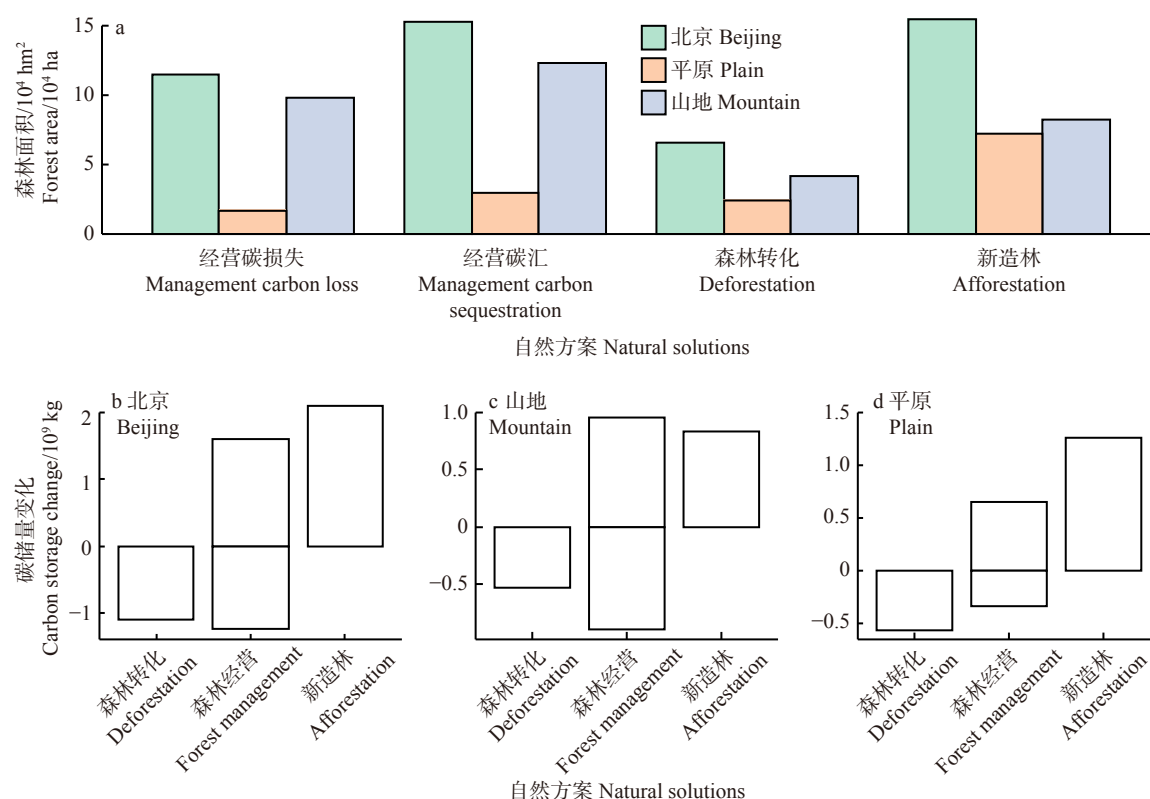 a
森林面积/10⁴ hm²
Forest area/10⁴ ha
15
10
5
0
北京 Beijing
平原 Plain
山地 Mountain
经营碳损失
Management carbon loss
经营碳汇
Management carbon
sequestration
森林转化
Deforestation
新造林
Afforestation
自然方案 Natural solutions
碳储量变化
Carbon storage change/10⁹ kg
b 北京
Beijing
2
1
0
−1
森林转化
Deforestation
森林经营
Forest management
新造林
Afforestation
c 山地
Mountain
1.0
0.5
0
−0.5
森林转化
Deforestation
森林经营
Forest management
新造林
Afforestation
d 平原
Plain
1.5
1.0
0.5
0
−0.5
森林转化
Deforestation
森林经营
Forest management
新造林
Afforestation
自然方案 Natural solutions